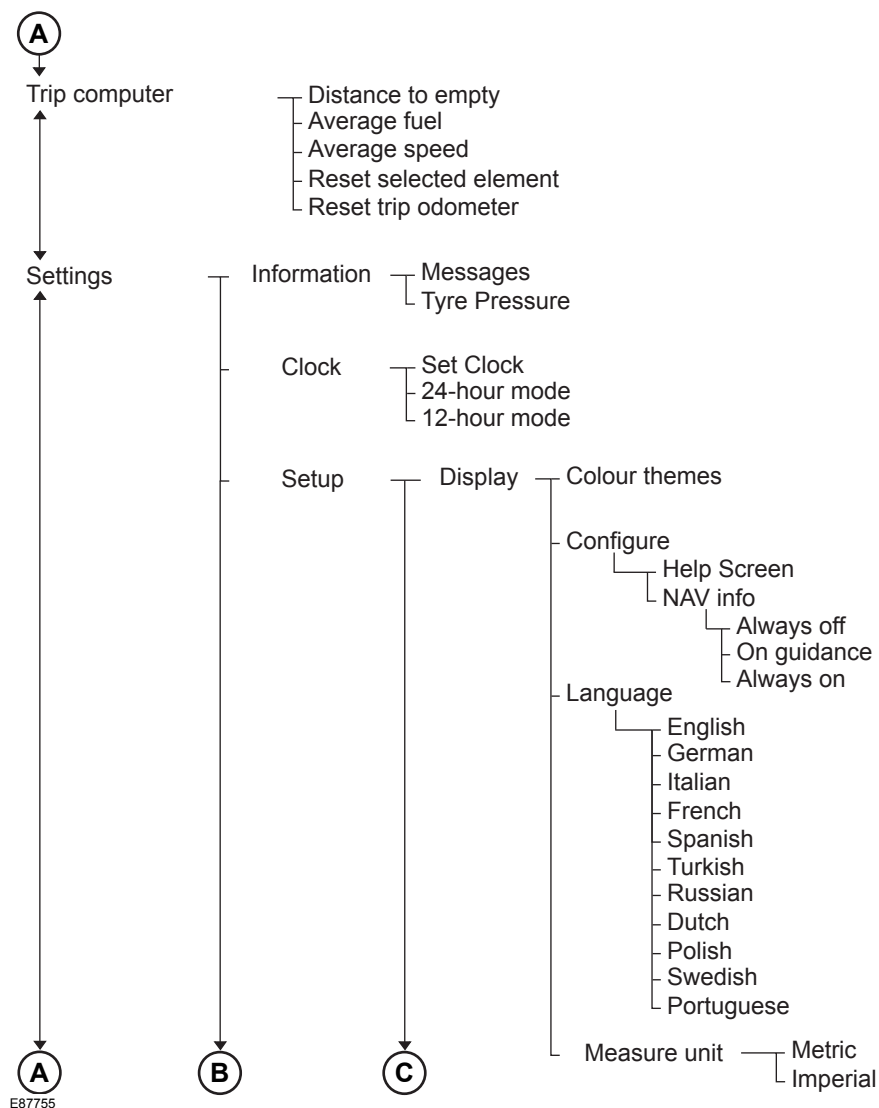 A
Trip computer
Distance to empty
Average fuel
Average speed
Reset selected element
Reset trip odometer
Settings
Information
Messages
Tyre Pressure
Clock
Set Clock
24-hour mode
12-hour mode
Setup
Display
Colour themes
Configure
Help Screen
NAV info
Always off
On guidance
Always on
Language
English
German
Italian
French
Spanish
Turkish
Russian
Dutch
Polish
Swedish
Portuguese
Measure unit
Metric
Imperial
A
B
C
E87755